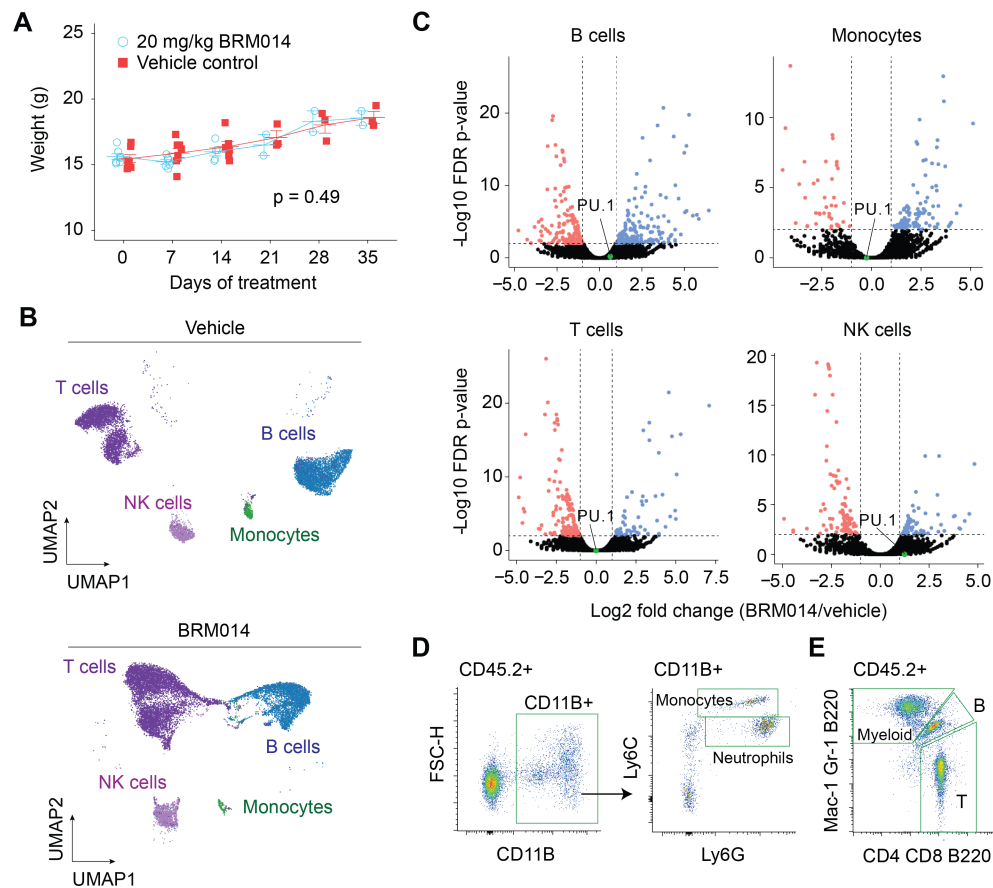 A
25
20
15
10
Weight (g)
20 mg/kg BRM014
Vehicle control
p = 0.49
0 7 14 21 28 35
Days of treatment
B
Vehicle
T cells
B cells
NK cells
Monocytes
UMAP2
UMAP1
BRM014
T cells
B cells
NK cells
Monocytes
UMAP2
UMAP1
C
B cells
-Log10 FDR p-value
20
10
0
PU.1
−5.0 −2.5 0.0 2.5 5.0
Monocytes
10
5
0
PU.1
−2.5 0.0 2.5 5.0
T cells
-Log10 FDR p-value
20
10
0
PU.1
−5.0 −2.5 0.0 2.5 5.0 7.5
NK cells
20
15
10
5
0
PU.1
−5.0 −2.5 0.0 2.5 5.0
Log2 fold change (BRM014/vehicle)
D
CD45.2+
CD11B+
FSC-H
CD11B
CD11B+
Monocytes
Neutrophils
Ly6C
Ly6G
E
CD45.2+
B
Myeloid
T
Mac-1 Gr-1 B220
CD4 CD8 B220